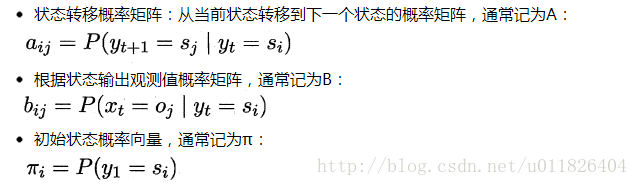 • 状态转移概率矩阵：从当前状态转移到下一个状态的概率矩阵，通常记为A：
a_{ij} = P(y_{t+1} = s_j | y_t = s_i)
• 根据状态输出观测值概率矩阵，通常记为B：
b_{ij} = P(x_t = o_j | y_t = s_i)
• 初始状态概率向量，通常记为π：
π_i = P(y_1 = s_i)
http://blog.csdn.net/u011826404